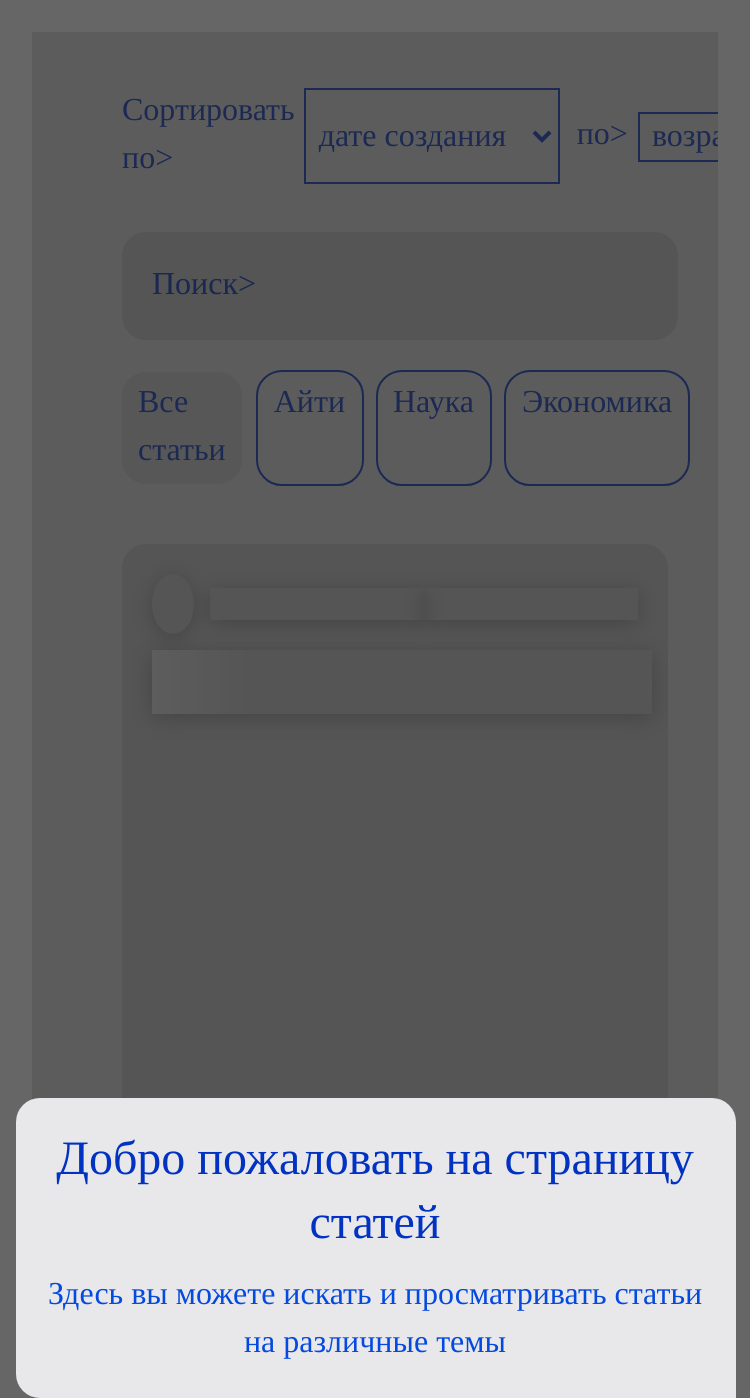 Сортировать
по>
дате создания
по>
возра
Поиск>
Все
статьи
Айти
Наука
Экономика
Добро пожаловать на страницу
статей
Здесь вы можете искать и просматривать статьи
на различные темы